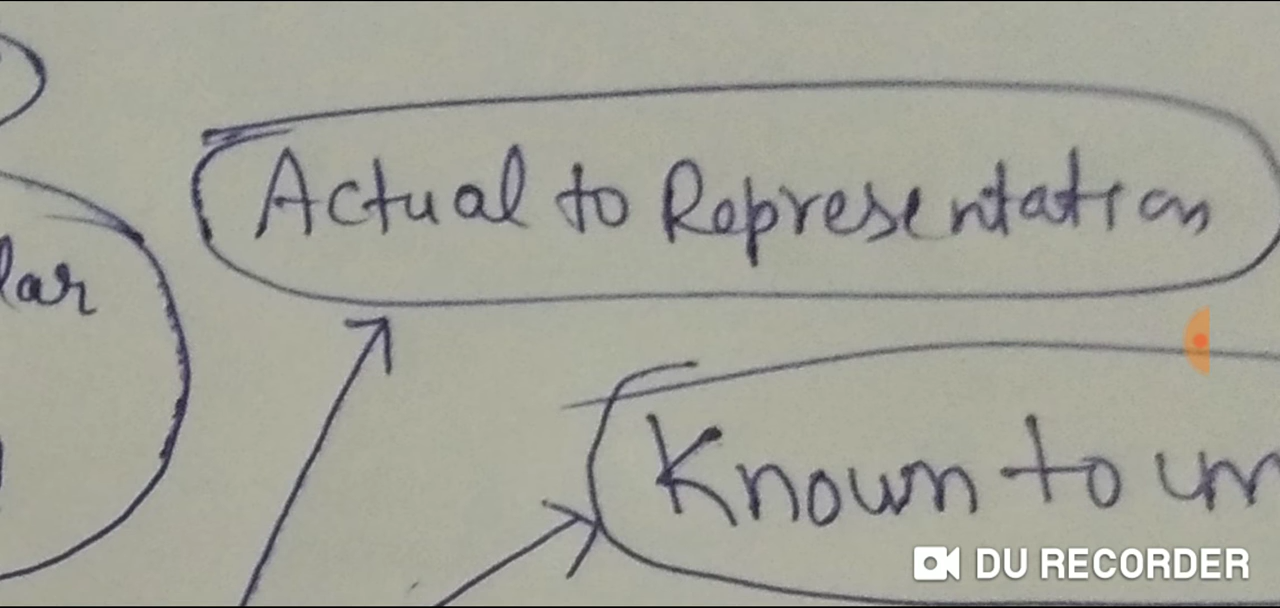 Actual to Representation
lar
Known to un
DU RECORDER